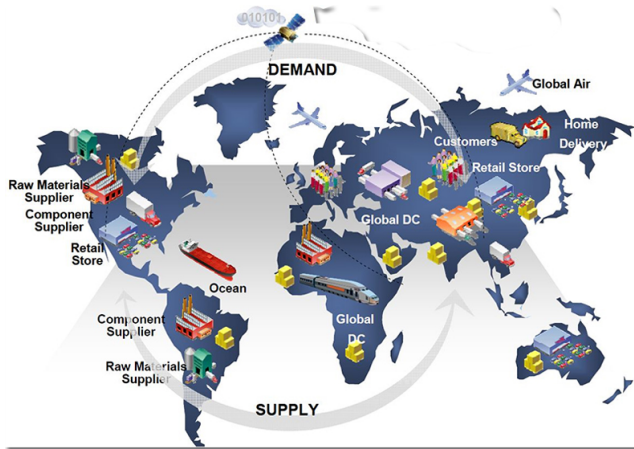 010101
DEMAND
Global Air
Home
Delivery
Customers
Retail Store
Raw Materials
Supplier
Component
Supplier
Retail
Store
Global DC
Ocean
Global
DC
Component
Supplier
Raw Materials
Supplier
SUPPLY